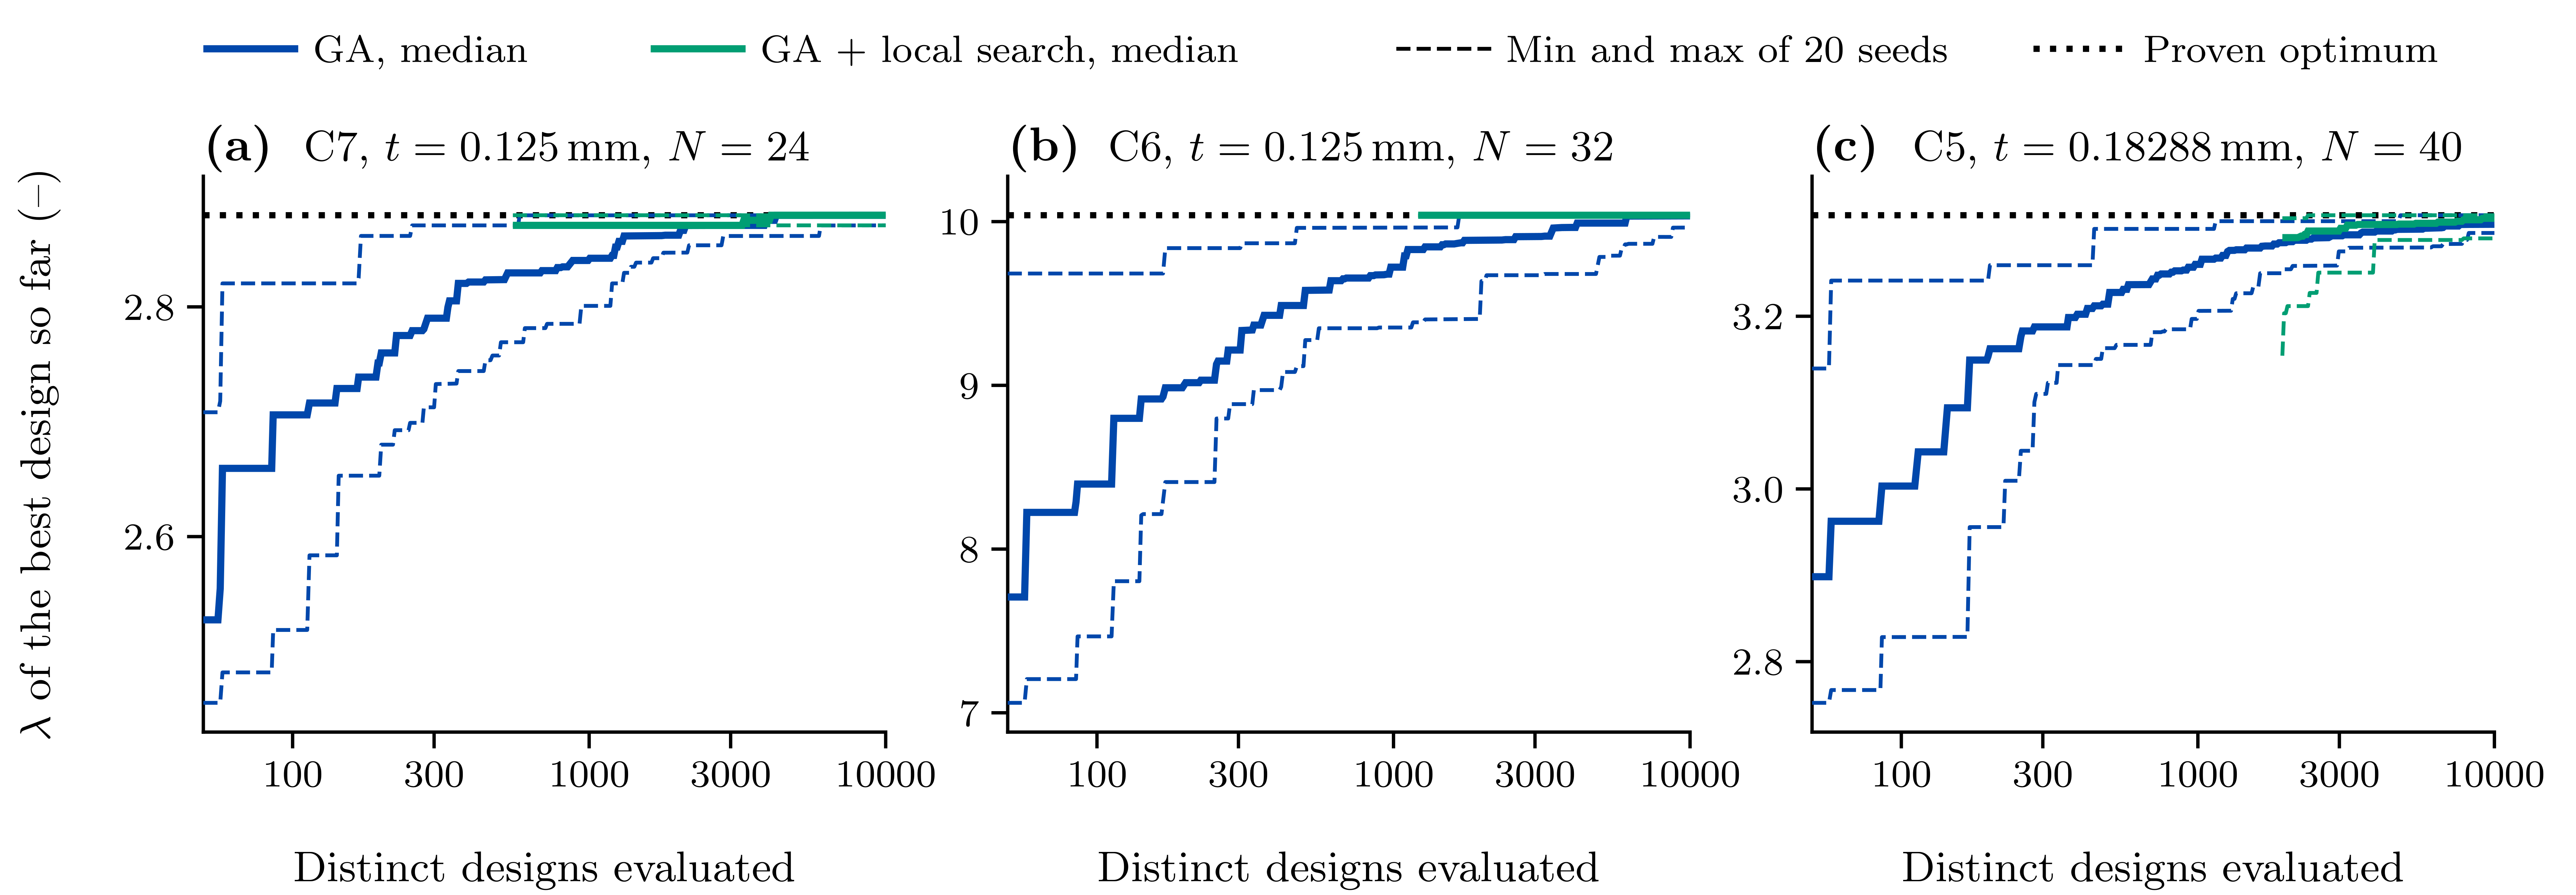 GA, median
GA + local search, median
Min and max of 20 seeds
Proven optimum
(a) C7, t = 0.125 mm, N = 24
(b) C6, t = 0.125 mm, N = 32
(c) C5, t = 0.18288 mm, N = 40
λ of the best design so far (–)
2.8
2.6
100 300 1000 3000 10000
Distinct designs evaluated
10
9
8
7
100 300 1000 3000 10000
Distinct designs evaluated
3.2
3.0
2.8
100 300 1000 3000 10000
Distinct designs evaluated